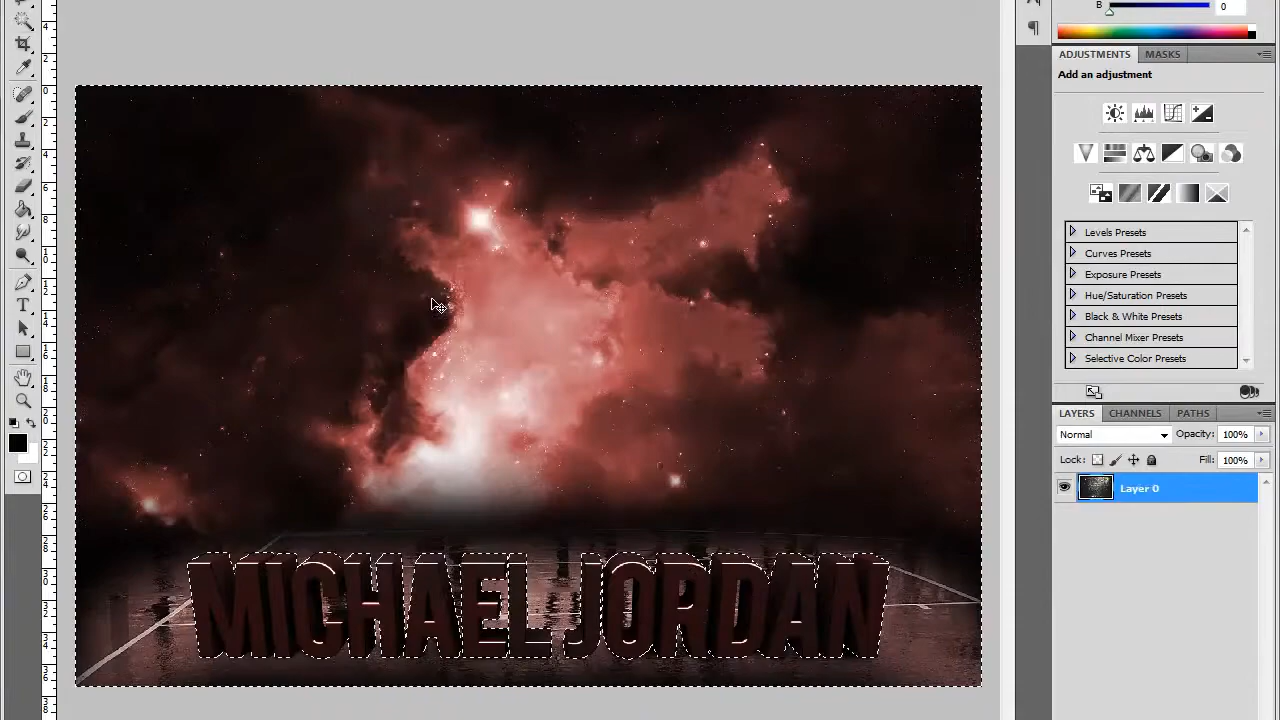 B
0
ADJUSTMENTS
MASKS
Add an adjustment
Levels Presets
Curves Presets
Exposure Presets
Hue/Saturation Presets
Black & White Presets
Channel Mixer Presets
Selective Color Presets
LAYERS
CHANNELS
PATHS
Normal
Opacity: 100%
Lock:
Fill: 100%
Layer 0
MICHAEL JORDAN